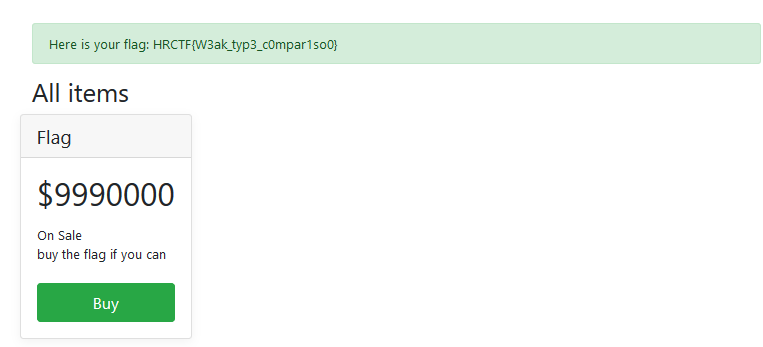 Here is your flag: HRCTF{W3ak_typ3_c0mpar1so0}
All items
Flag
$9990000
On Sale
buy the flag if you can
Buy